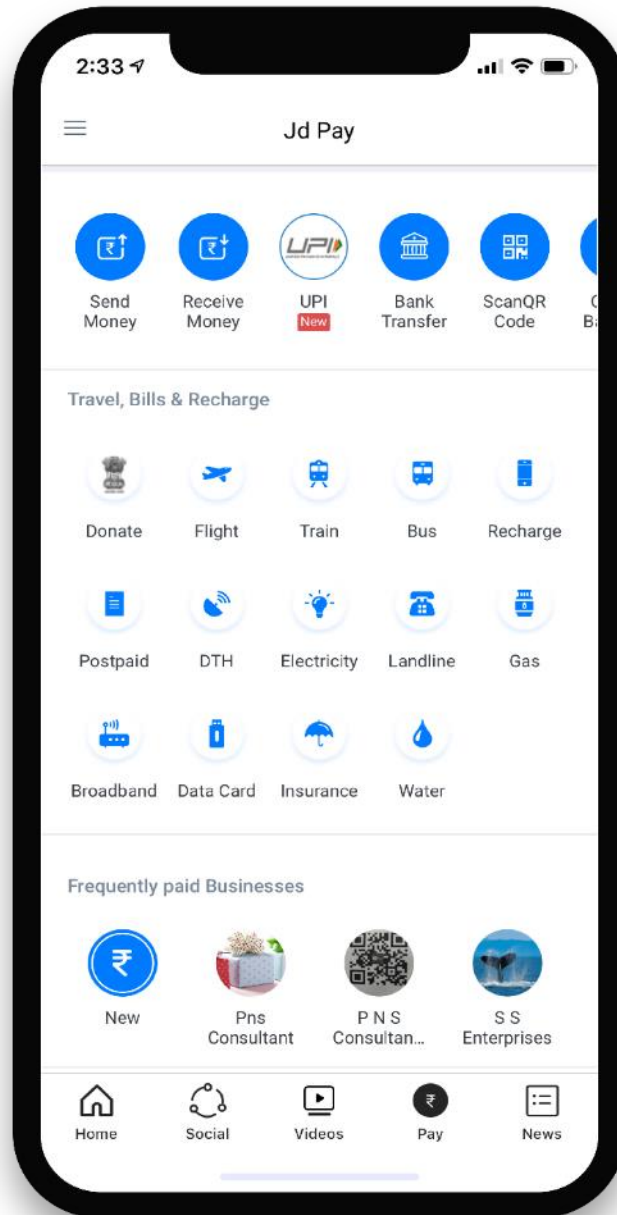 2:33
Jd Pay
Send Money
Receive Money
UPI
New
Bank Transfer
ScanQR Code
Travel, Bills & Recharge
Donate
Flight
Train
Bus
Recharge
Postpaid
DTH
Electricity
Landline
Gas
Broadband
Data Card
Insurance
Water
Frequently paid Businesses
₹
New
Pns Consultant
P N S Consultan...
S S Enterprises
Home
Social
Videos
₹
Pay
News